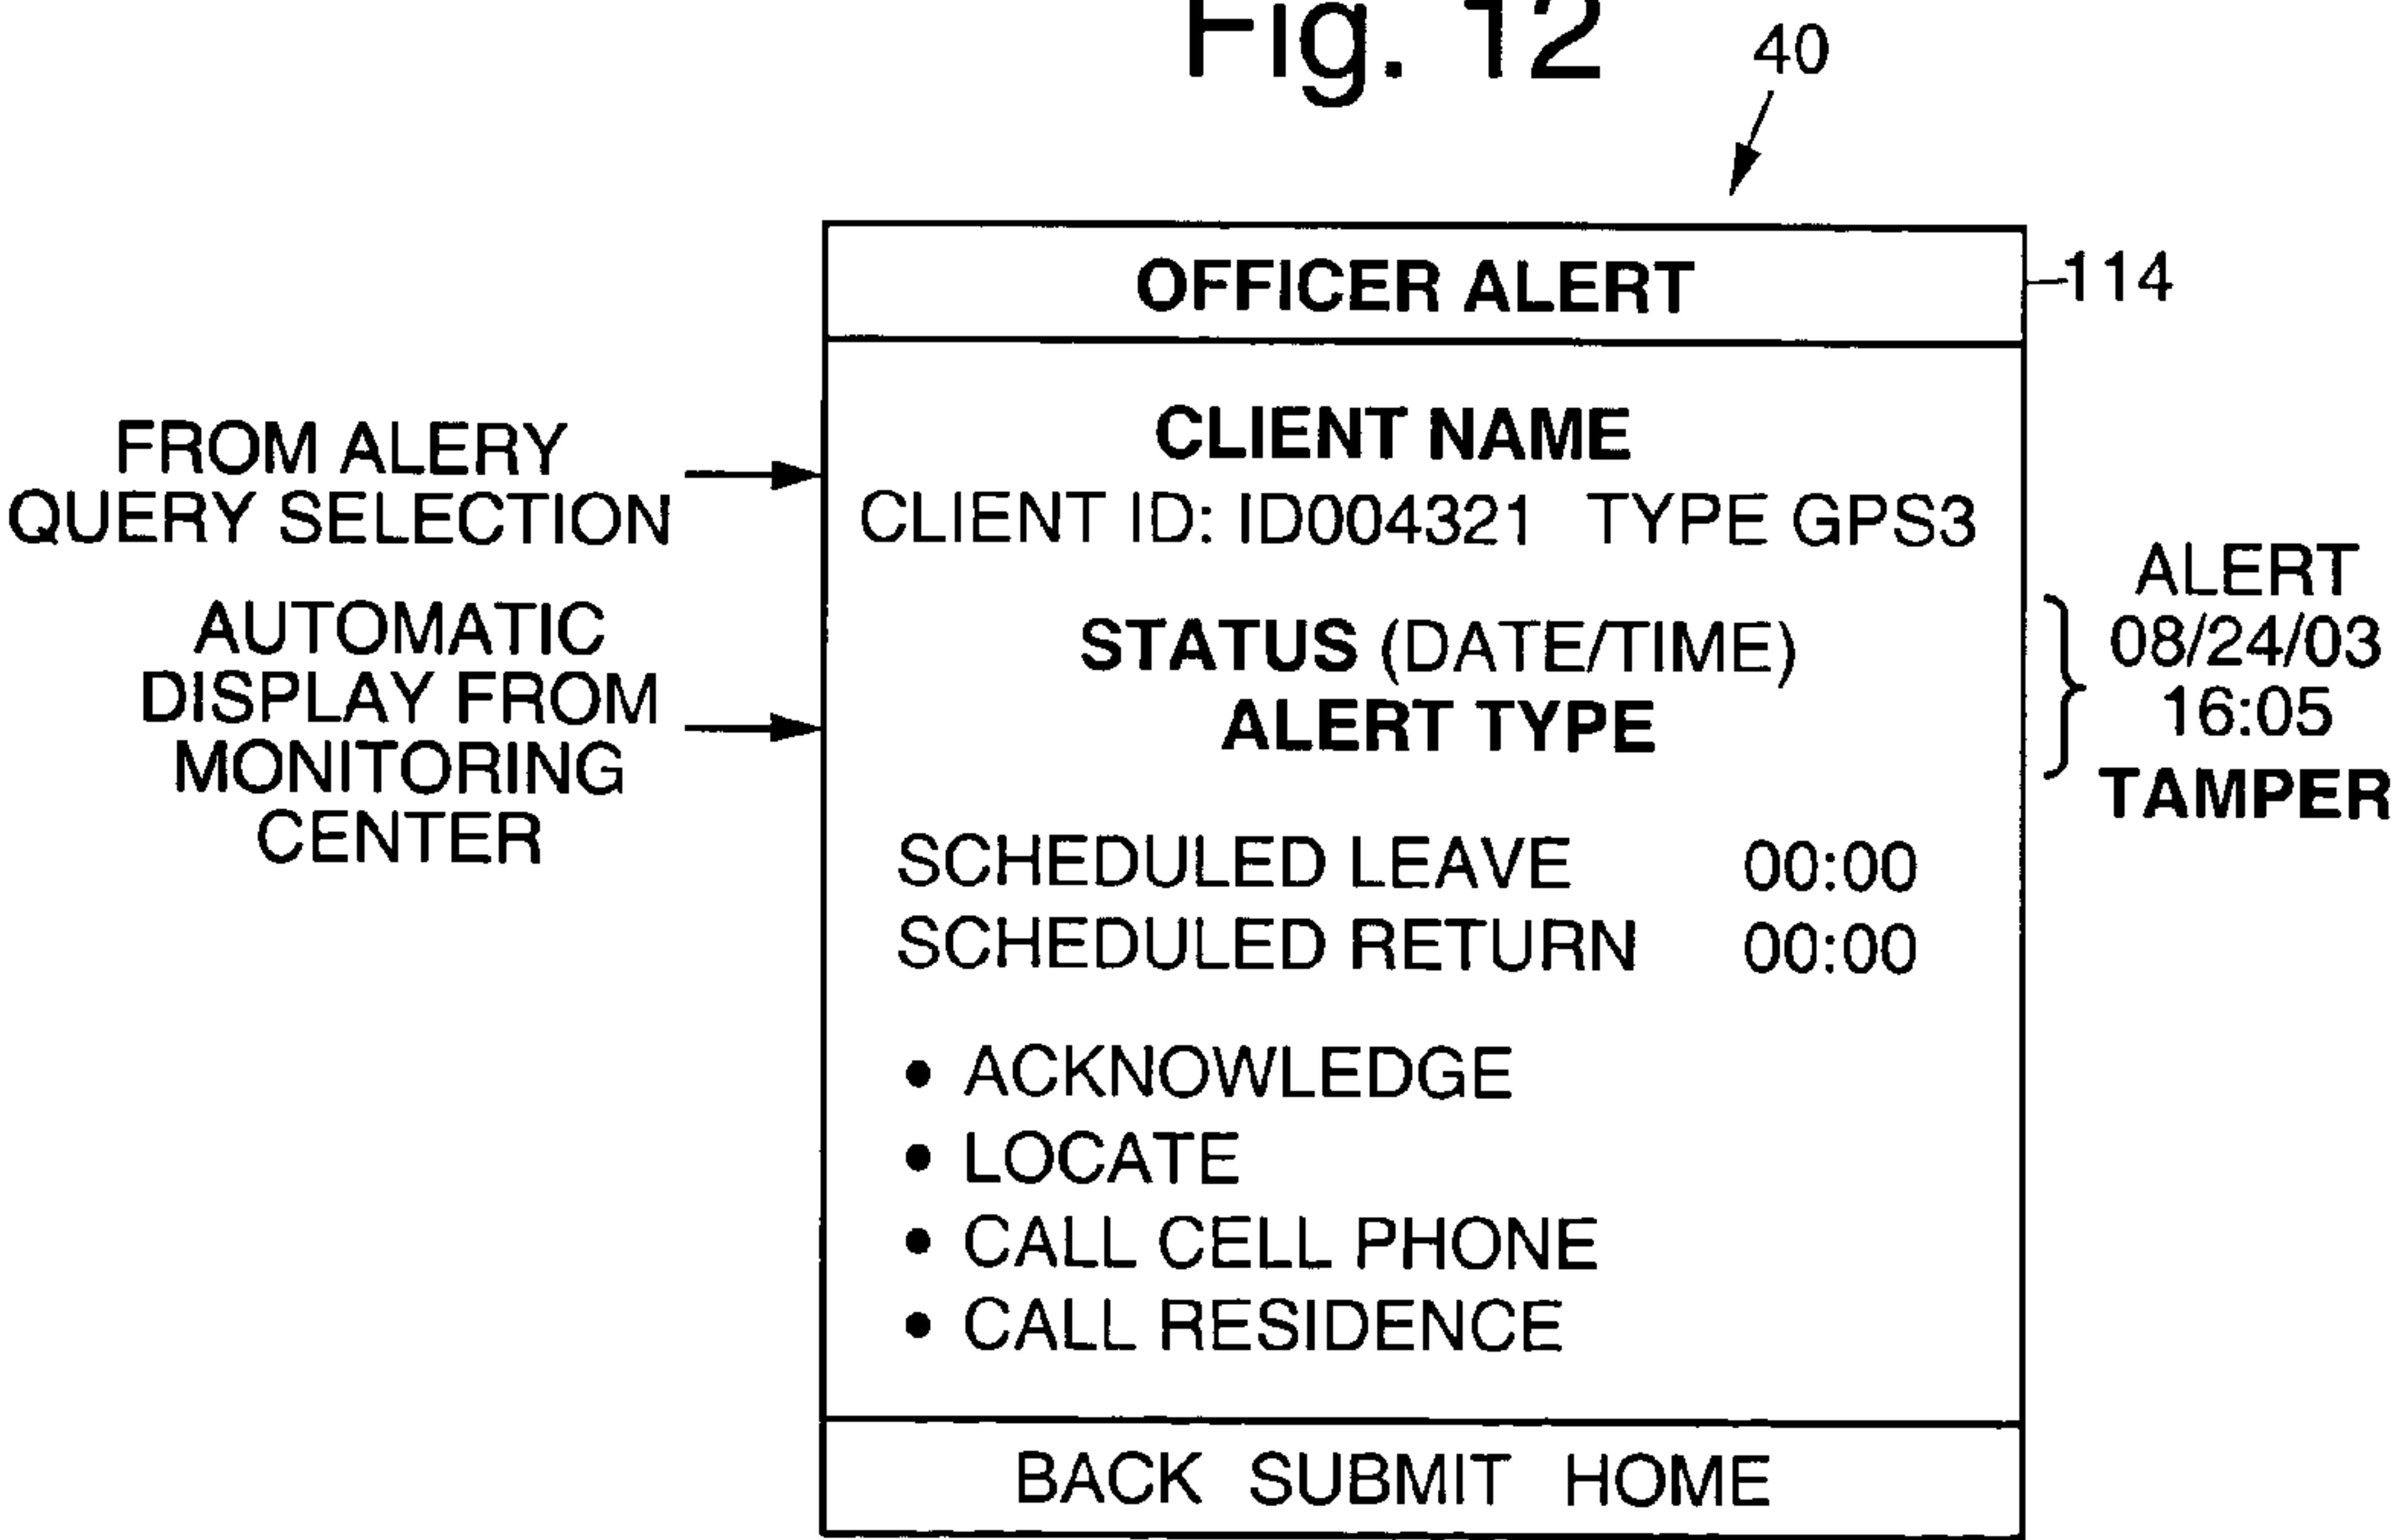 Fig. 12
40
OFFICER ALERT
114
CLIENT NAME
CLIENT ID: ID004321 TYPE GPS3
STATUS (DATE/TIME)
ALERT TYPE
SCHEDULED LEAVE 00:00
SCHEDULED RETURN 00:00
• ACKNOWLEDGE
• LOCATE
• CALL CELL PHONE
• CALL RESIDENCE
BACK SUBMIT HOME
FROM ALERY
QUERY SELECTION
AUTOMATIC
DISPLAY FROM
MONITORING
CENTER
ALERT
08/24/03
16:05
TAMPER